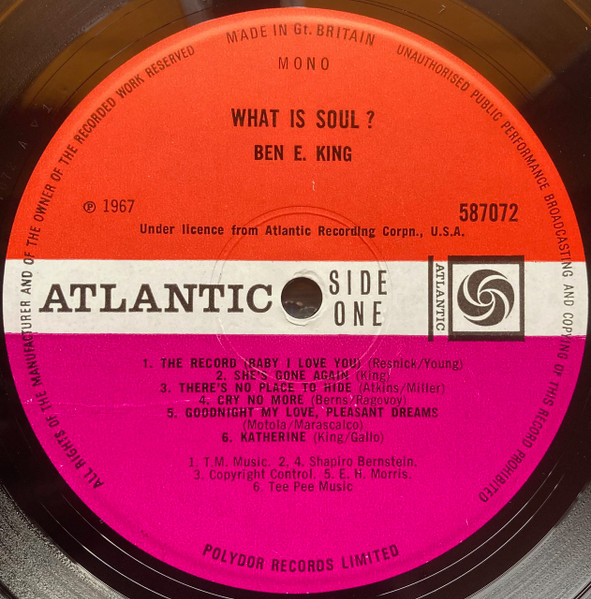 MADE IN Gt. BRITAIN
MONO
WHAT IS SOUL ?
BEN E. KING
℗ 1967
587072
Under licence from Atlantic Recording Corpn., U.S.A.
ATLANTIC
SIDE
ONE
ATLANTIC
1. THE RECORD (BABY I LOVE YOU) (Resnick/Young)
2. SHE'S GONE AGAIN (King)
3. THERE'S NO PLACE TO HIDE (Atkins/Miller)
4. CRY NO MORE (Berns/Ragovoy)
5. GOODNIGHT MY LOVE, PLEASANT DREAMS
(Motola/Marascalco)
6. KATHERINE (King/Gallo)
1. T.M. Music. 2, 4. Shapiro Bernstein.
3. Copyright Control. 5. E. H. Morris.
6. Tee Pee Music
POLYDOR RECORDS LIMITED
ALL RIGHTS OF THE MANUFACTURER AND OF THE OWNER OF THE RECORDED WORK RESERVED
UNAUTHORISED PUBLIC PERFORMANCE BROADCASTING AND COPYING OF THIS RECORD PROHIBITED